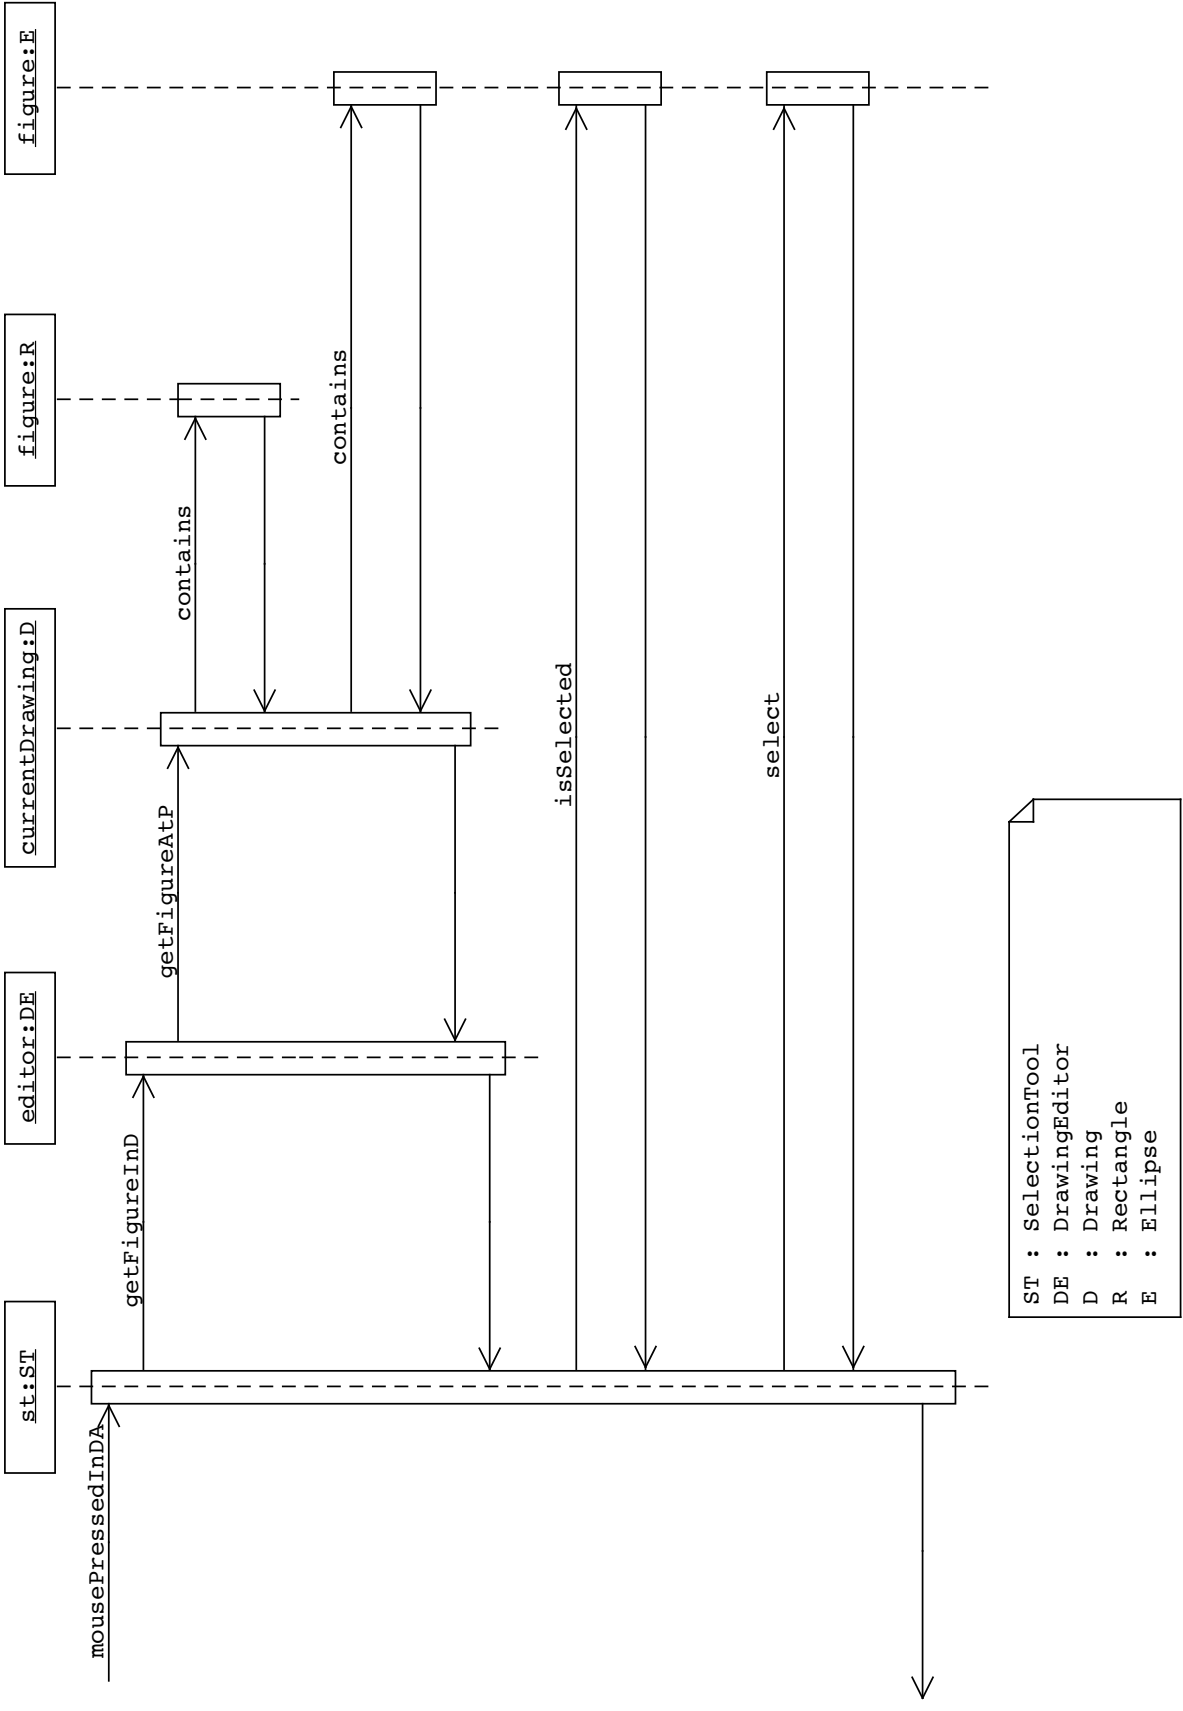 st:ST
editor:DE
currentDrawing:D
figure:R
figure:E
mousePressedInDA
getFigureInD
getFigureAtP
contains
contains
isSelected
select
ST : SelectionTool
DE : DrawingEditor
D : Drawing
R : Rectangle
E : Ellipse